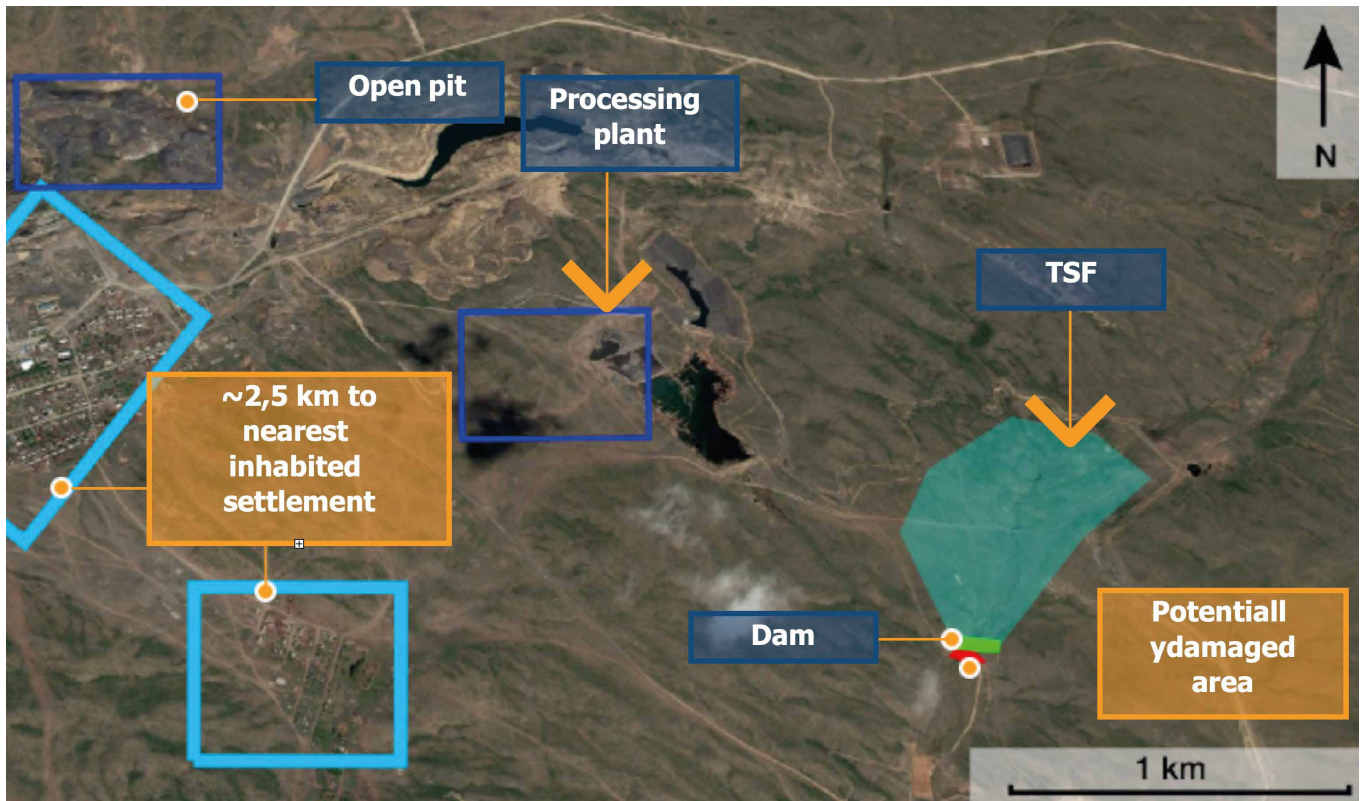 Open pit
Processing
plant
N
TSF
~2,5 km to
nearest
inhabited
settlement
Dam
Potentiall
ydamaged
area
1 km